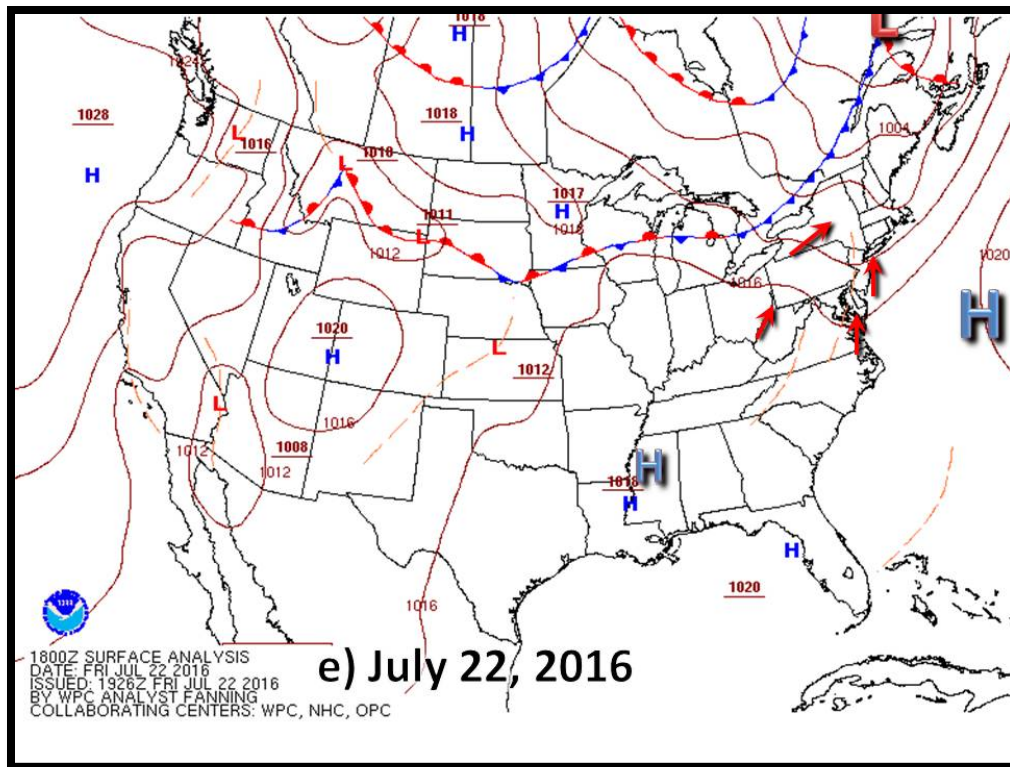 1018
L
H
1024
1028
1018
H
1004
L
1016
1010
L
H
1017
H
1011
L
1018
1012
1020
H
1016
1020
H
L
1012
1016
L
1008
1012
1012
H
1018
H
H
1020
1016
1800Z SURFACE ANALYSIS
DATE: FRI JUL 22 2016
ISSUED: 1926Z FRI JUL 22 2016
BY WPC ANALYST FANNING
COLLABORATING CENTERS: WPC, NHC, OPC
e) July 22, 2016